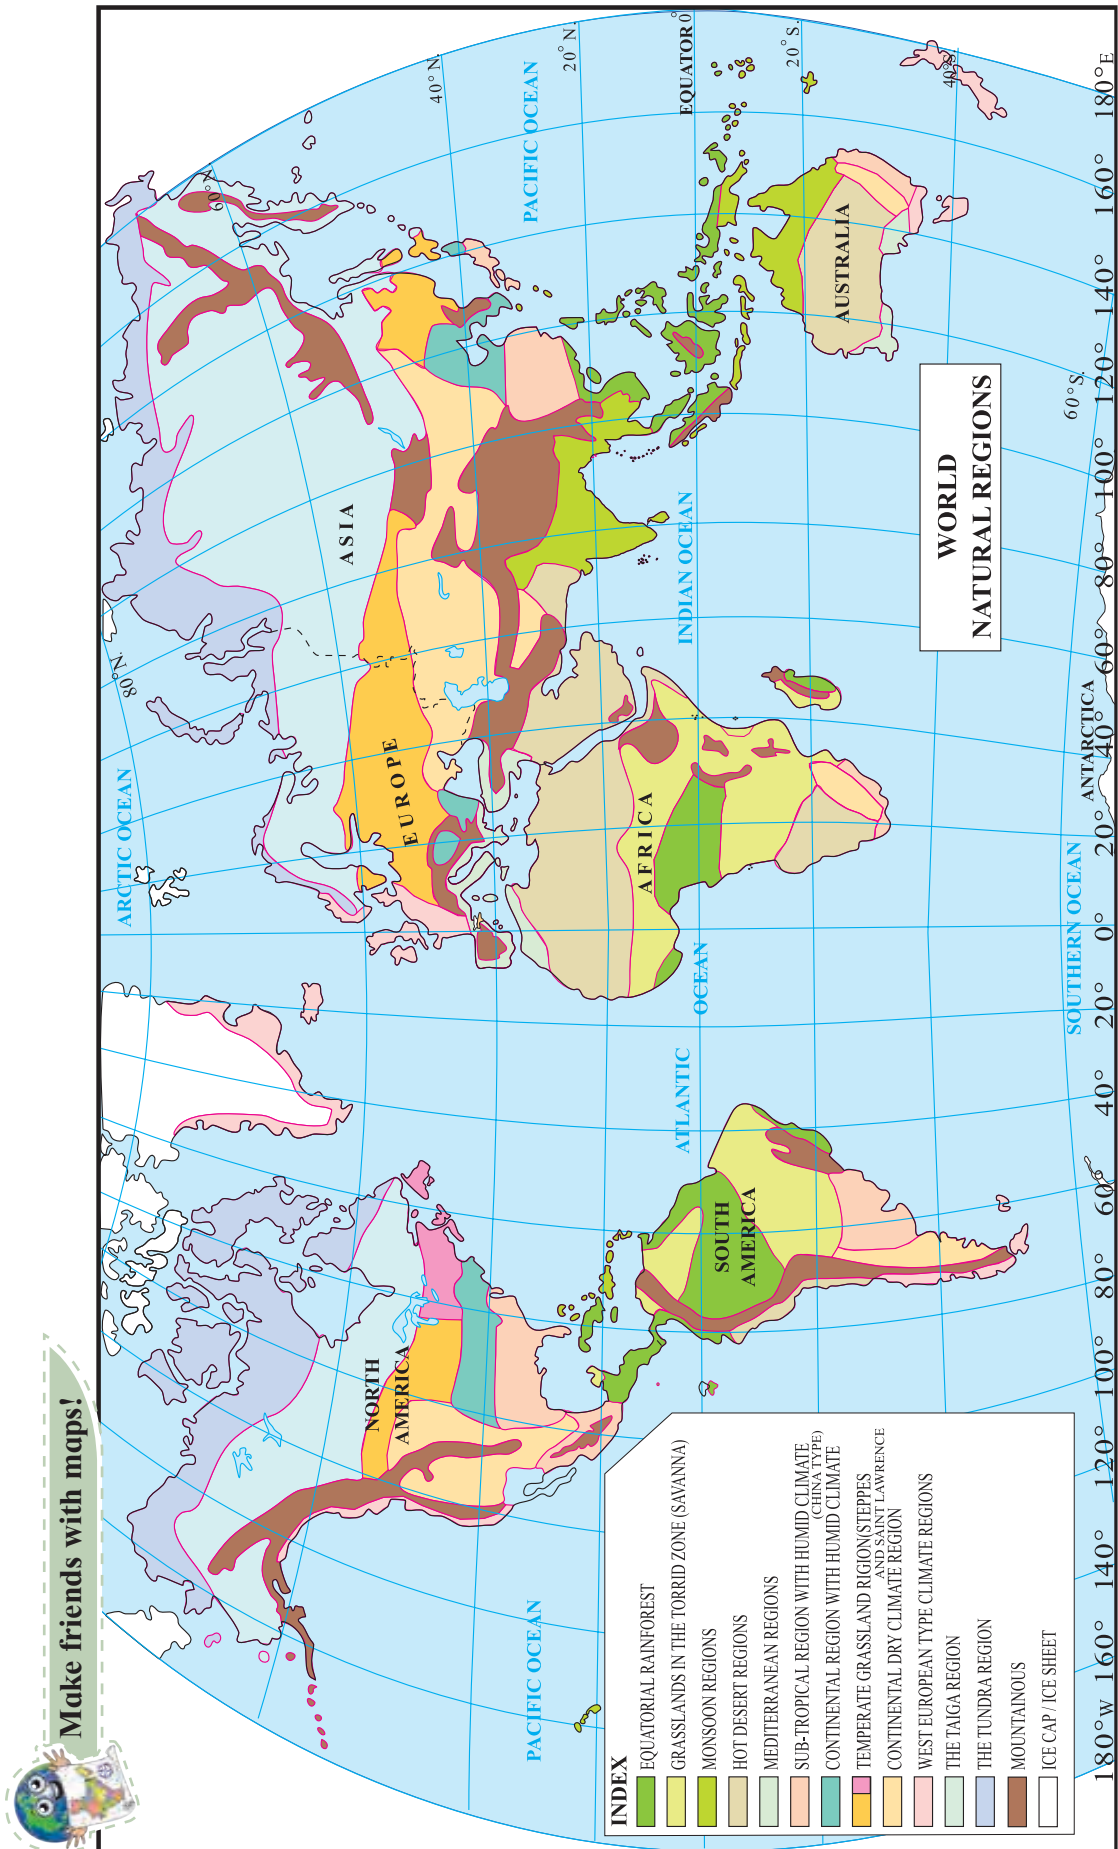 Make friends with maps!
80° N.
60° N.
40° N.
20° N.
EQUATOR 0°
20° S.
40° S.
60° S.
ARCTIC OCEAN
PACIFIC OCEAN
PACIFIC OCEAN
ATLANTIC
OCEAN
INDIAN OCEAN
SOUTHERN OCEAN
NORTH
AMERICA
SOUTH
AMERICA
EUROPE
ASIA
AFRICA
AUSTRALIA
ANTARCTICA
WORLD
NATURAL REGIONS
INDEX
EQUATORIAL RAINFOREST
GRASSLANDS IN THE TORRID ZONE (SAVANNA)
MONSOON REGIONS
HOT DESERT REGIONS
MEDITERRANEAN REGIONS
SUB-TROPICAL REGION WITH HUMID CLIMATE
(CHINA TYPE)
CONTINENTAL REGION WITH HUMID CLIMATE
TEMPERATE GRASSLAND RIGION(STEPPES
AND SAINT LAWRENCE
CONTINENTAL DRY CLIMATE REGION
WEST EUROPEAN TYPE CLIMATE REGIONS
THE TAIGA REGION
THE TUNDRA REGION
MOUNTAINOUS
ICE CAP / ICE SHEET
180°W 160° 140° 120° 100° 80° 60° 40° 20° 0° 20° 40° 60° 80° 100° 120° 140° 160° 180°E